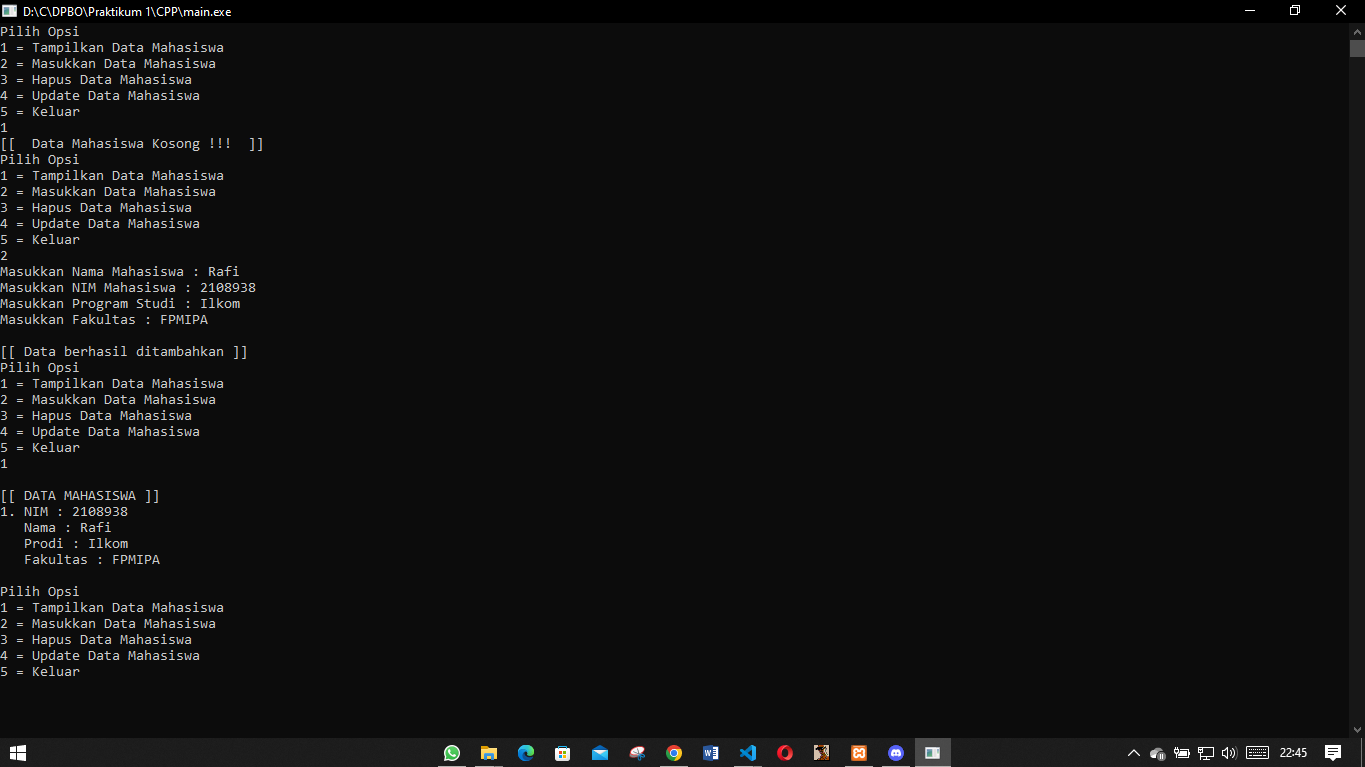 D:\C\DPBO\Praktikum 1\CPP\main.exe
Pilih Opsi
1 = Tampilkan Data Mahasiswa
2 = Masukkan Data Mahasiswa
3 = Hapus Data Mahasiswa
4 = Update Data Mahasiswa
5 = Keluar
1
[[  Data Mahasiswa Kosong !!!  ]]
Pilih Opsi
1 = Tampilkan Data Mahasiswa
2 = Masukkan Data Mahasiswa
3 = Hapus Data Mahasiswa
4 = Update Data Mahasiswa
5 = Keluar
2
Masukkan Nama Mahasiswa : Rafi
Masukkan NIM Mahasiswa : 2108938
Masukkan Program Studi : Ilkom
Masukkan Fakultas : FPMIPA

[[ Data berhasil ditambahkan ]]
Pilih Opsi
1 = Tampilkan Data Mahasiswa
2 = Masukkan Data Mahasiswa
3 = Hapus Data Mahasiswa
4 = Update Data Mahasiswa
5 = Keluar
1

[[ DATA MAHASISWA ]]
1. NIM : 2108938
   Nama : Rafi
   Prodi : Ilkom
   Fakultas : FPMIPA

Pilih Opsi
1 = Tampilkan Data Mahasiswa
2 = Masukkan Data Mahasiswa
3 = Hapus Data Mahasiswa
4 = Update Data Mahasiswa
5 = Keluar
22:45